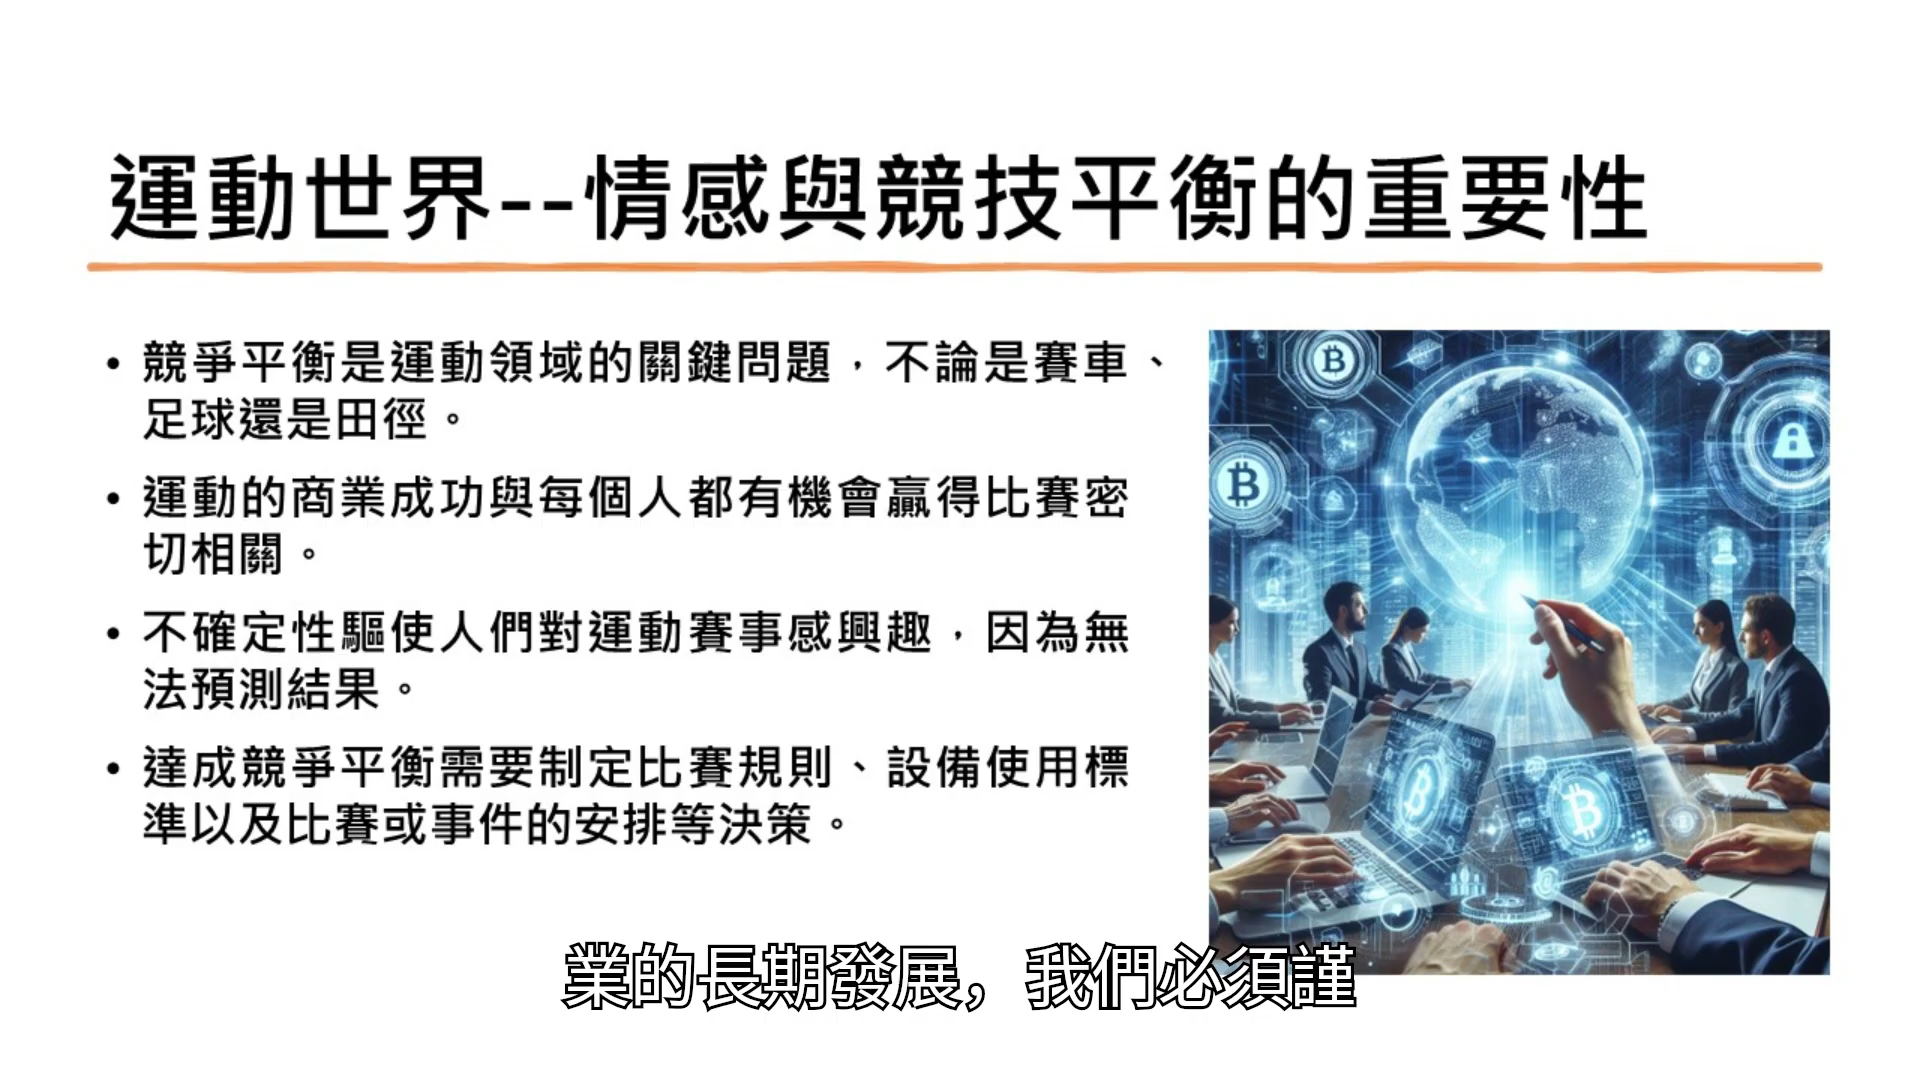 運動世界--情感與競技平衡的重要性
• 競爭平衡是運動領域的關鍵問題，不論是賽車、
足球還是田徑。
• 運動的商業成功與每個人都有機會贏得比賽密
切相關。
• 不確定性驅使人們對運動賽事感興趣，因為無
法預測結果。
• 達成競爭平衡需要制定比賽規則、設備使用標
準以及比賽或事件的安排等決策。
業的長期發展，我們必須謹